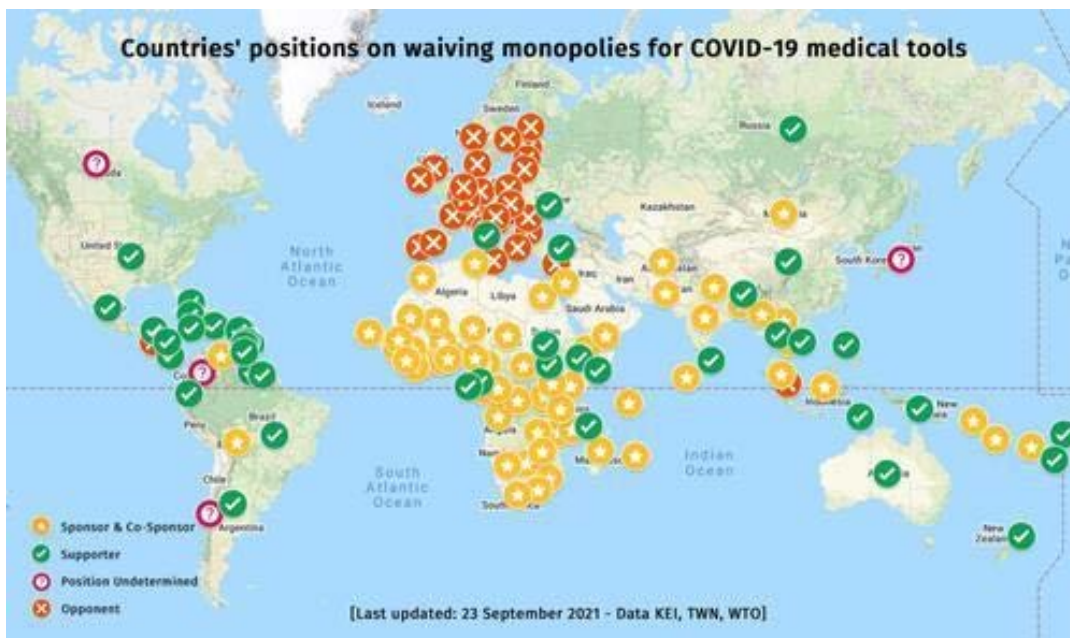 Countries' positions on waiving monopolies for COVID-19 medical tools
Finland
Iceland
Sweden
Russia
Kazakhstan
United
North
Atlantic
Ocean
South
Iraq
Iran
Algeria
Libya
Saudi Arabia
Brazil
Peru
Angola
Indonesia
New
Indian
Ocean
South
Atlantic
Ocean
Chile
Argentina
New
Zealand
Sponsor & Co-Sponsor
Supporter
Position Undetermined
Opponent
[Last updated: 23 September 2021 - Data KEI, TWN, WTO]